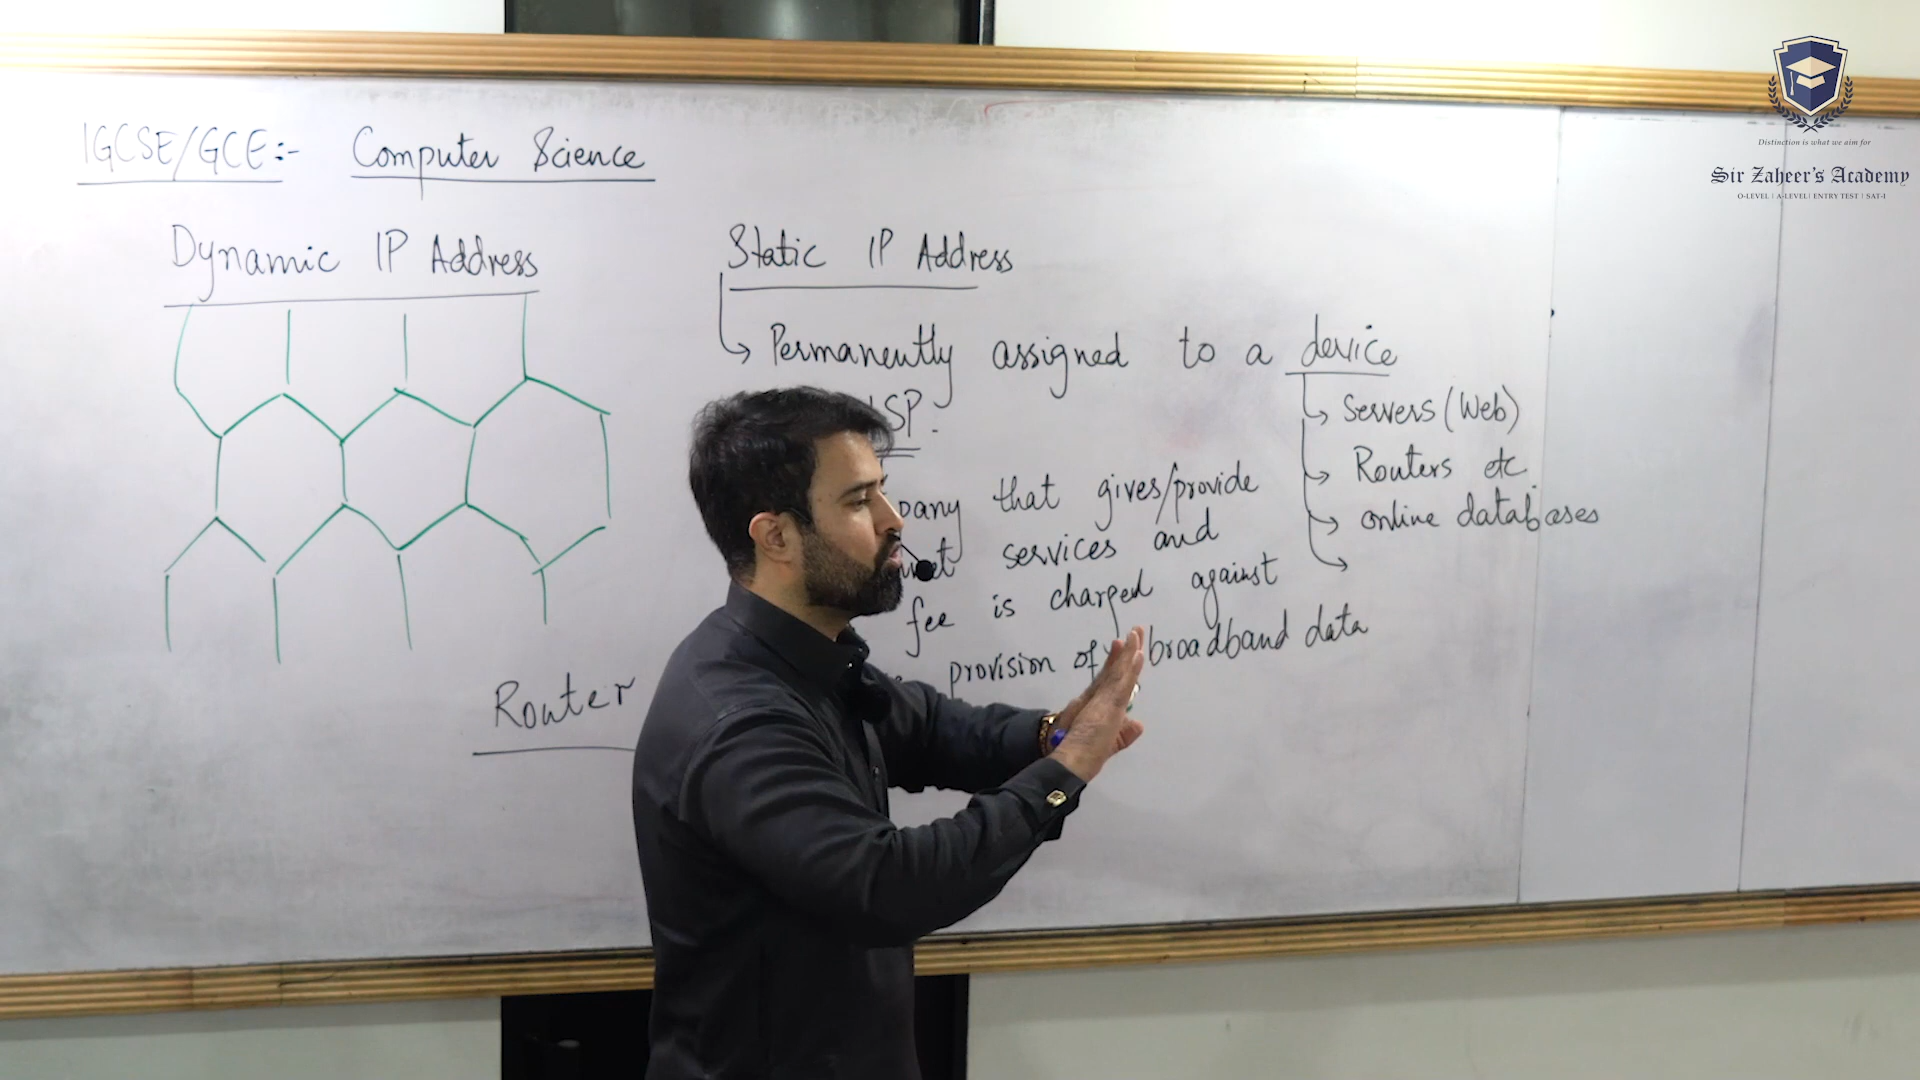 IGCSE/GCE:- Computer Science
Dynamic IP Address
Router
Static IP Address
Permanently assigned to a device
ISP.
that gives/provide
services and
fee is charged against
provision of broadband data
Servers (Web)
Routers etc.
online databases
Distinction is what we aim for
Sir Zaheer's Academy
O-LEVEL | A-LEVEL | ENTRY TEST | SAT-I